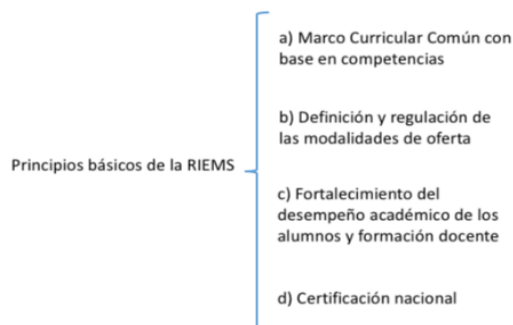 Principios básicos de la RIEMS
a) Marco Curricular Común con
base en competencias
b) Definición y regulación de
las modalidades de oferta
c) Fortalecimiento del
desempeño académico de los
alumnos y formación docente
d) Certificación nacional